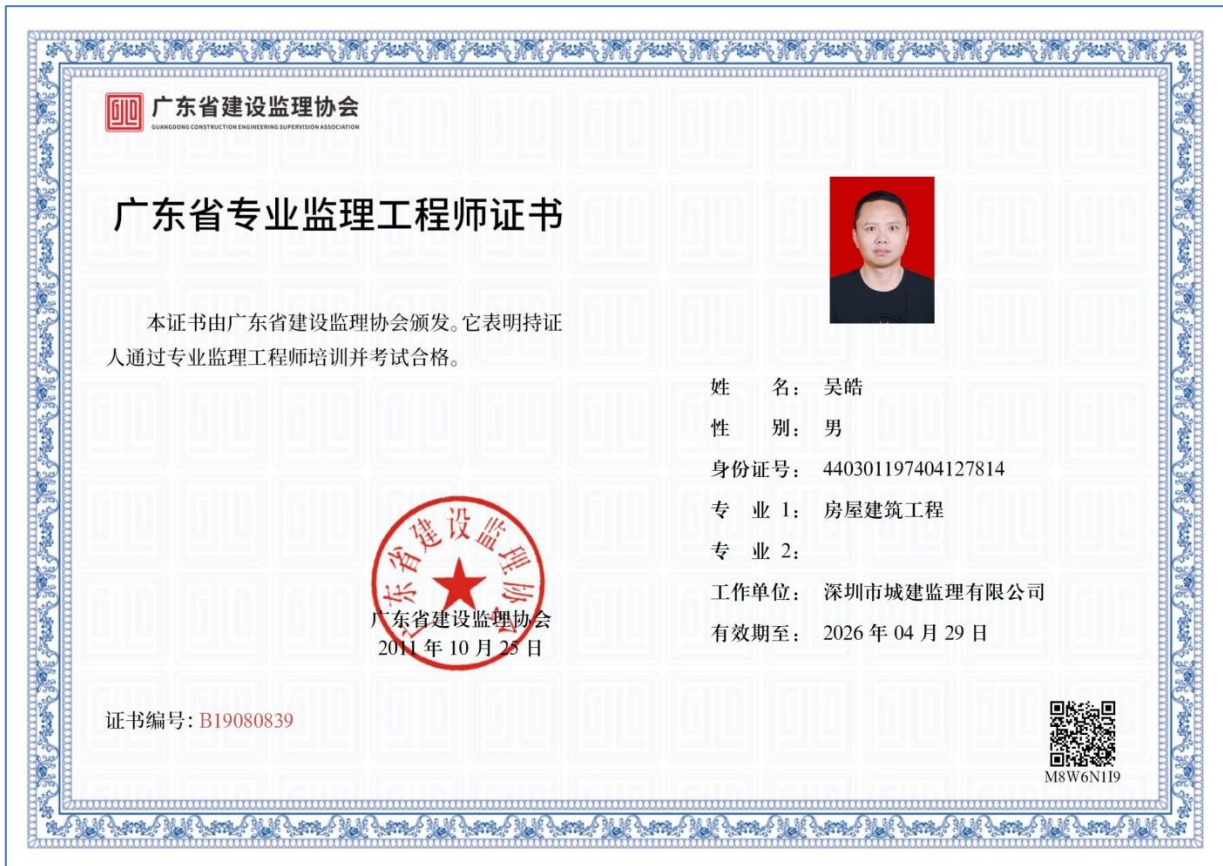 广东省建设监理协会
GUANGDONG CONSTRUCTION ENGINEERING SUPERVISION ASSOCIATION
广东省专业监理工程师证书
本证书由广东省建设监理协会颁发。它表明持证
人通过专业监理工程师培训并考试合格。
姓 名： 吴皓
性 别： 男
身份证号： 440301197404127814
专 业 1： 房屋建筑工程
专 业 2：
工作单位： 深圳市城建监理有限公司
有效期至： 2026 年 04 月 29 日
广东省建设监理协会
广东省建设监理协会
2011 年 10 月 25 日
证书编号：B19080839
M8W6N1I9